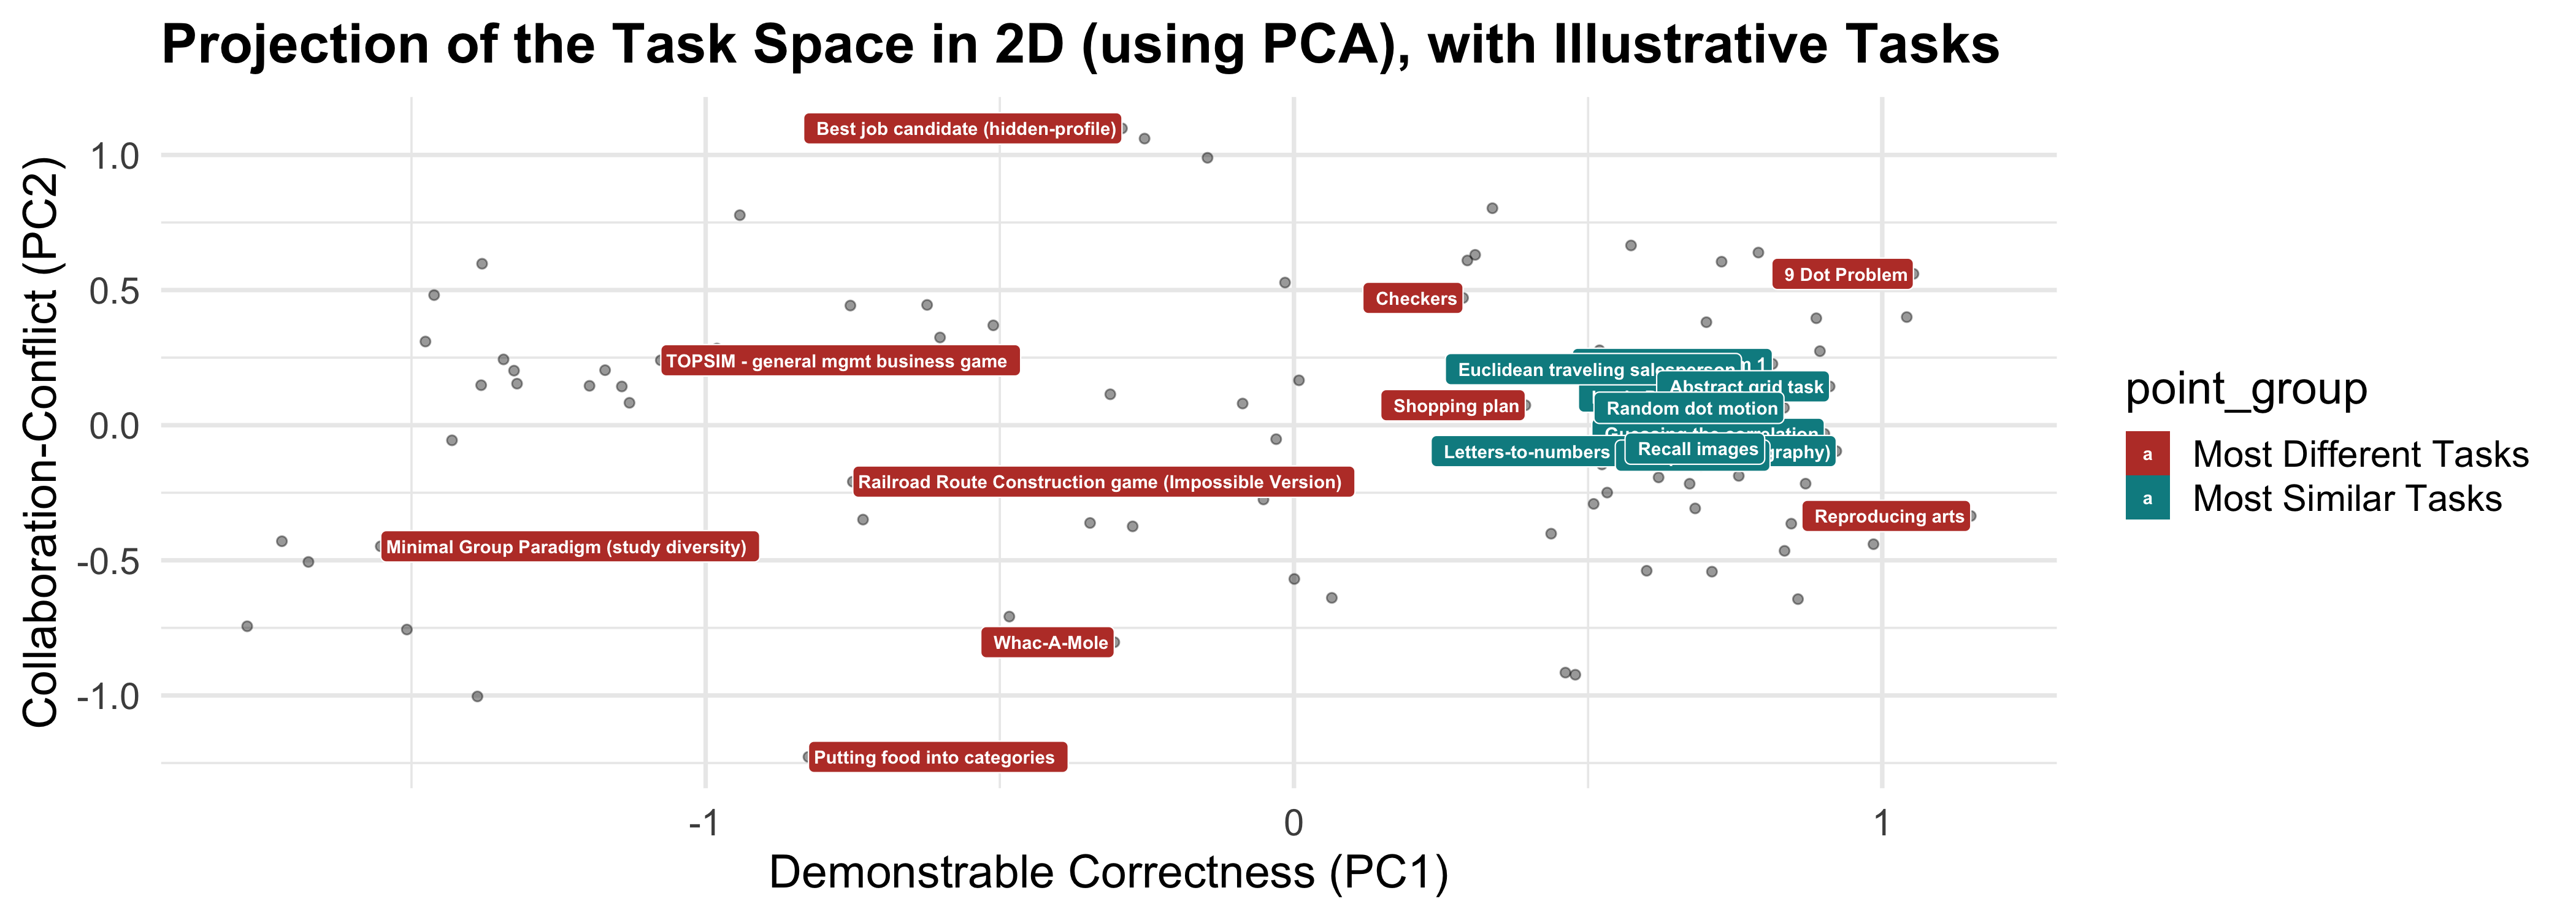 Projection of the Task Space in 2D (using PCA), with Illustrative Tasks
Collaboration-Conflict (PC2)
1.0
0.5
0.0
-0.5
-1.0
Best job candidate (hidden-profile)
9 Dot Problem
Checkers
TOPSIM - general mgmt business game
n 1
Euclidean traveling salesperson
Abstract grid task
Shopping plan
Random dot motion
Guessing the correlation
Letters-to-numbers
Recall images
graphy)
Railroad Route Construction game (Impossible Version)
Reproducing arts
Minimal Group Paradigm (study diversity)
Whac-A-Mole
Putting food into categories
-1
0
1
Demonstrable Correctness (PC1)
point_group
a Most Different Tasks
a Most Similar Tasks